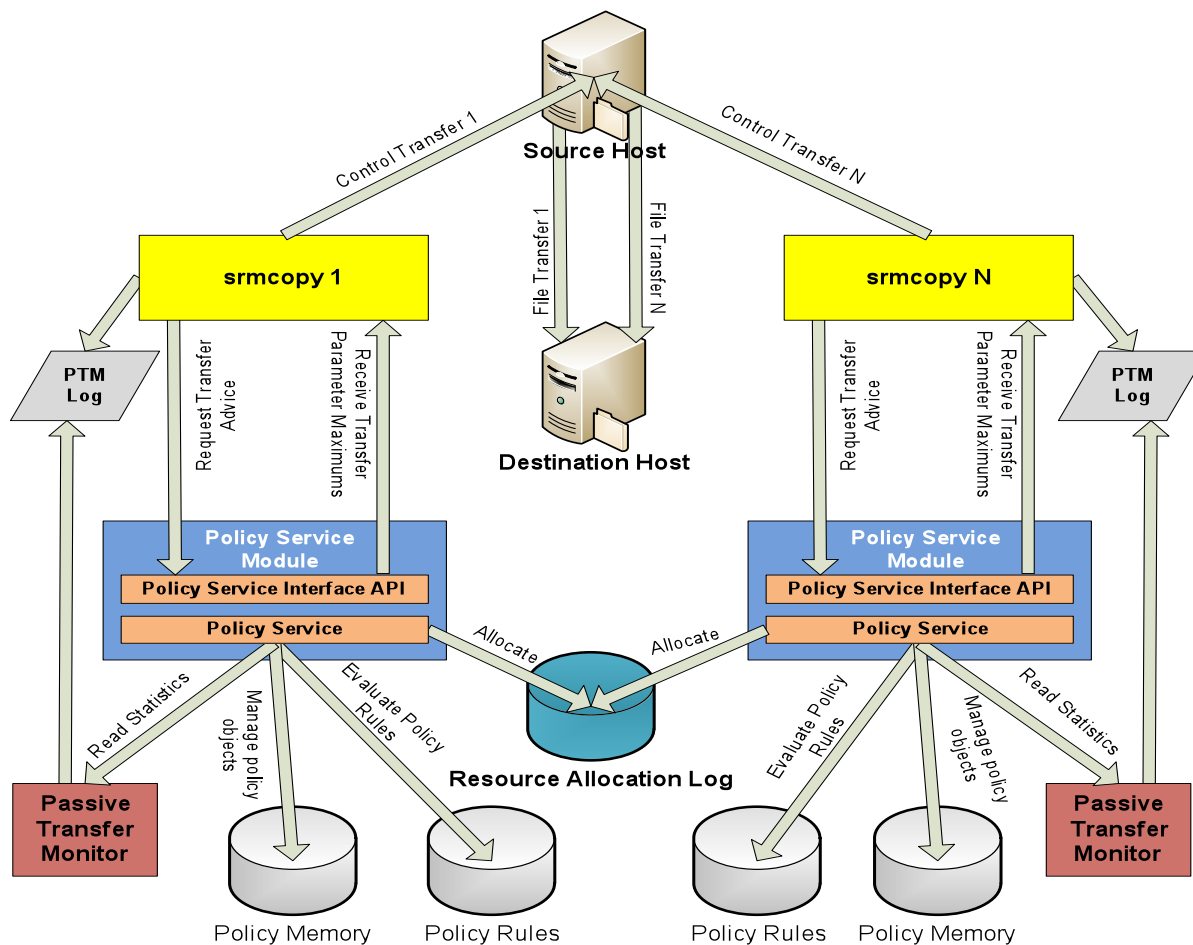 Source Host
Control Transfer 1
Control Transfer N
File Transfer 1
File Transfer N
srmcopy 1
srmcopy N
PTM
Log
Request Transfer
Advice
Receive Transfer
Parameter Maximums
Destination Host
Request Transfer
Advice
Receive Transfer
Parameter Maximums
PTM
Log
Policy Service
Module
Policy Service Interface API
Policy Service
Policy Service
Module
Policy Service Interface API
Policy Service
Allocate
Allocate
Read Statistics
Manage policy
objects
Evaluate Policy
Rules
Resource Allocation Log
Evaluate Policy
Rules
Manage policy
objects
Read Statistics
Passive
Transfer
Monitor
Passive
Transfer
Monitor
Policy Memory
Policy Rules
Policy Rules
Policy Memory